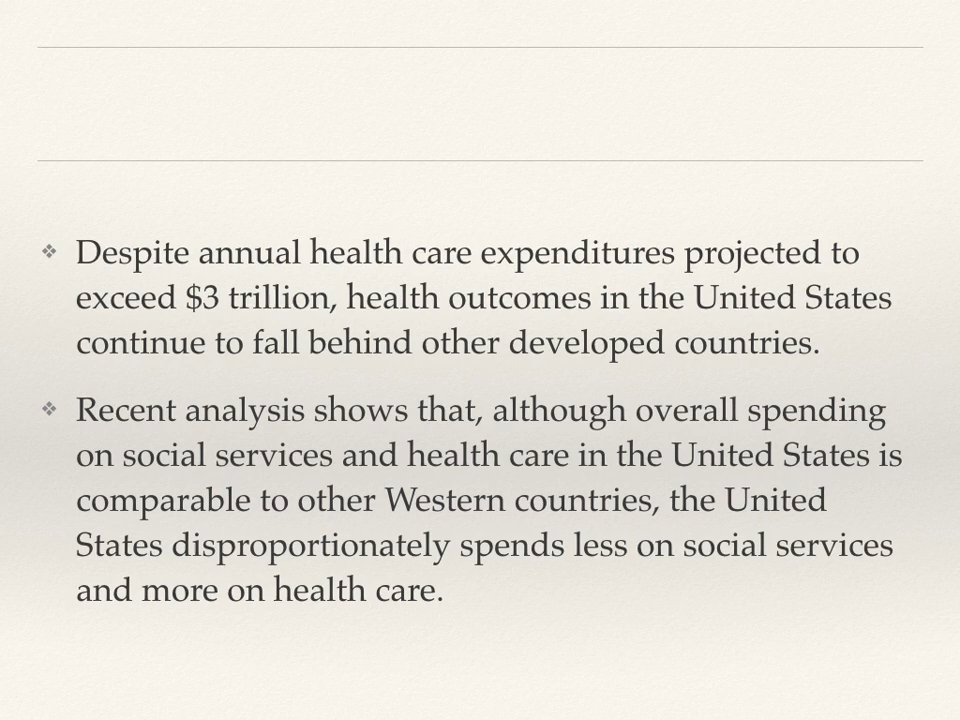 Despite annual health care expenditures projected to
exceed $3 trillion, health outcomes in the United States
continue to fall behind other developed countries.
Recent analysis shows that, although overall spending
on social services and health care in the United States is
comparable to other Western countries, the United
States disproportionately spends less on social services
and more on health care.